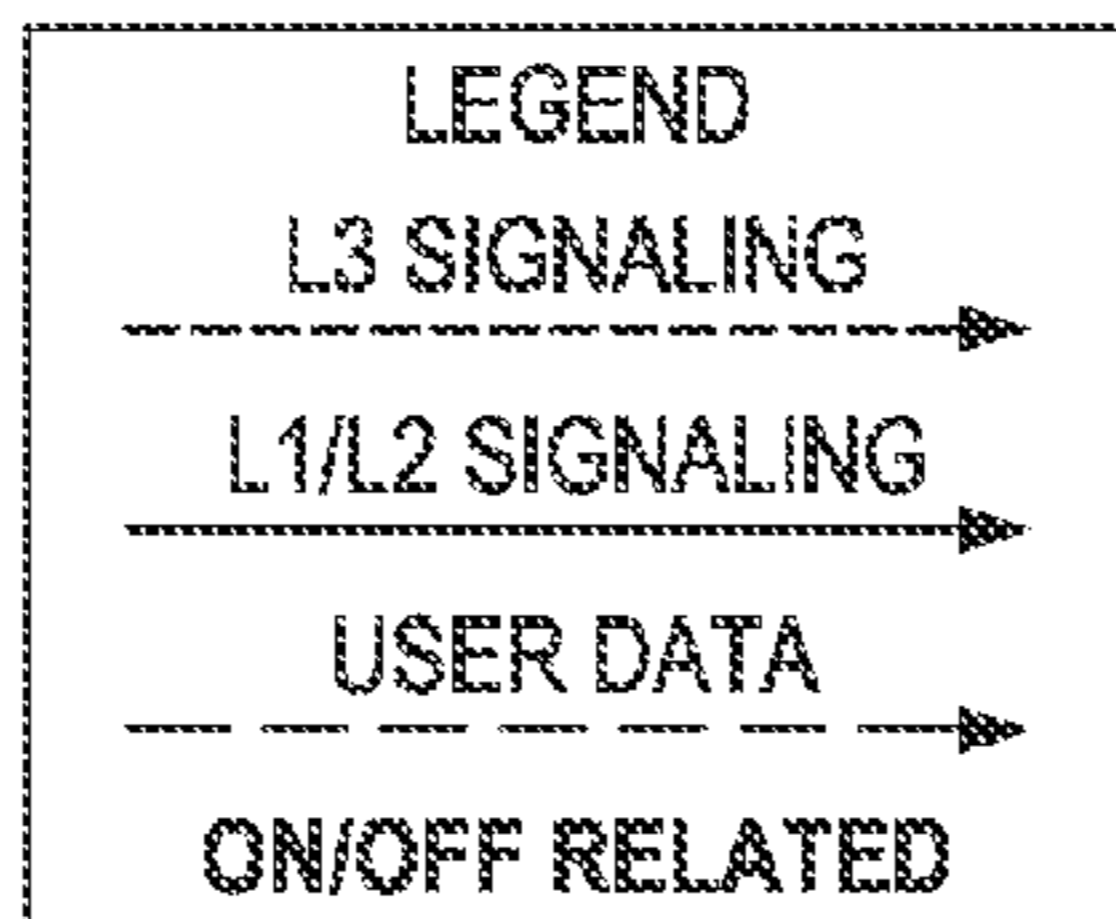 LEGEND
L3 SIGNALING
L1/L2 SIGNALING
USER DATA
ON/OFF RELATED